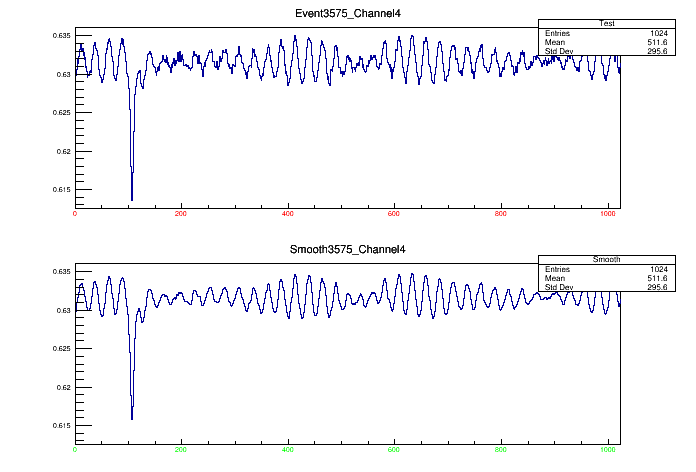 Event3575_Channel4
Test
Entries 1024
Mean 511.6
Std Dev 295.6
0.635
0.63
0.625
0.62
0.615
0 200 400 600 800 1000
Smooth3575_Channel4
Smooth
Entries 1024
Mean 511.6
Std Dev 295.6
0.635
0.63
0.625
0.62
0.615
0 200 400 600 800 1000